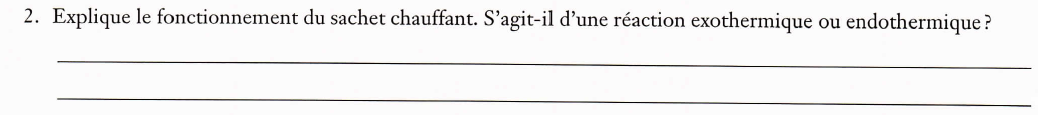 2. Explique le fonctionnement du sachet chauffant. S’agit-il d’une réaction exothermique ou endothermique?